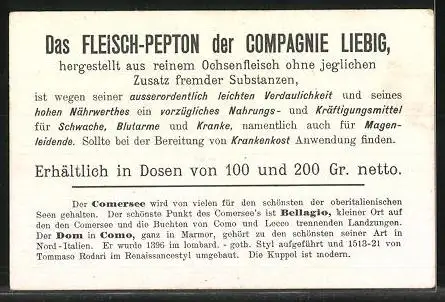 Das FLEISCH-PEPTON der COMPAGNIE LIEBIG,
hergestellt aus reinem Ochsenfleisch ohne jeglichen
Zusatz fremder Substanzen,
ist wegen seiner ausserordentlich leichten Verdaulichkeit und seines
hohen Nährwerthes ein vorzügliches Nahrungs- und Kräftigungsmittel
für Schwache, Blutarme und Kranke, namentlich auch für Magen-
leidende. Sollte bei der Bereitung von Krankenkost Anwendung finden.
Erhältlich in Dosen von 100 und 200 Gr. netto.
Der Comersee wird von vielen für den schönsten der oberitalienischen
Seen gehalten. Der schönste Punkt des Comersee's ist Bellagio, kleiner Ort auf
den den Comersee und die Buchten von Como und Lecco trennenden Landzungen.
Der Dom in Como, ganz in Marmor, gehört zu den schönsten seiner Art in
Nord-Italien. Er wurde 1396 im lombard. - goth. Styl aufgeführt und 1513-21 von
Tommaso Rodari im Renaissancestyl umgebaut. Die Kuppel ist modern.